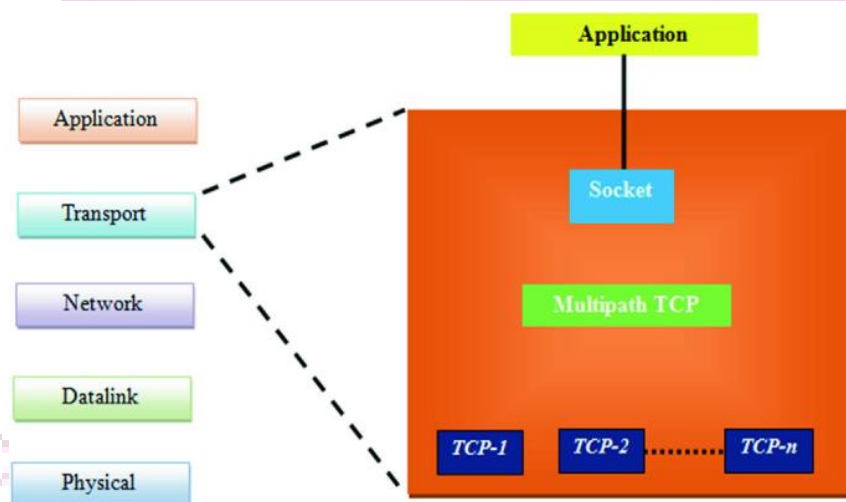 Application
Application
Transport
Network
Datalink
Physical
Socket
Multipath TCP
TCP-1
TCP-2
TCP-n